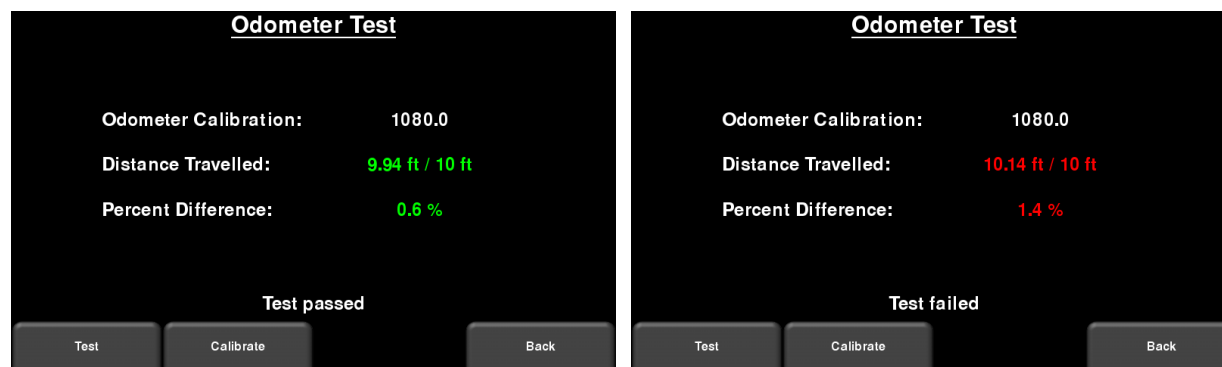 Odometer Test
Odometer Calibration: 1080.0
Distance Travelled: 9.94 ft / 10 ft
Percent Difference: 0.6 %
Test passed
Test Calibrate Back
Odometer Test
Odometer Calibration: 1080.0
Distance Travelled: 10.14 ft / 10 ft
Percent Difference: 1.4 %
Test failed
Test Calibrate Back